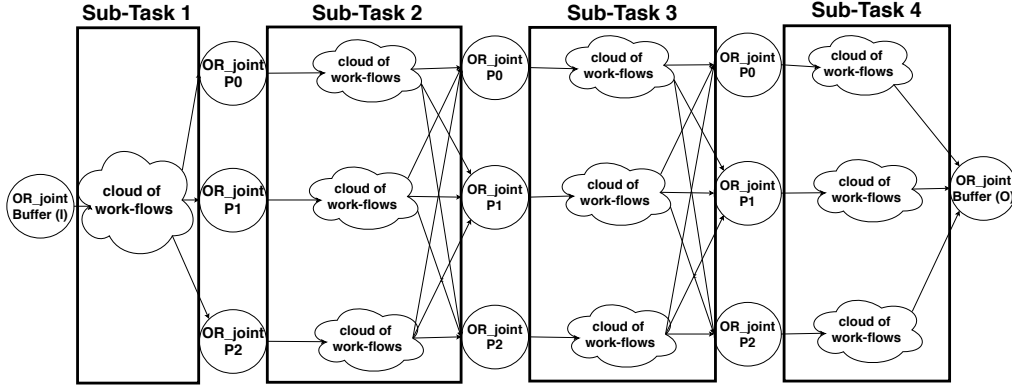 Sub-Task 1
Sub-Task 2
Sub-Task 3
Sub-Task 4
OR_joint
Buffer (I)
cloud of
work-flows
OR_joint
P0
OR_joint
P1
OR_joint
P2
cloud of
work-flows
cloud of
work-flows
cloud of
work-flows
OR_joint
P0
OR_joint
P1
OR_joint
P2
cloud of
work-flows
cloud of
work-flows
cloud of
work-flows
OR_joint
P0
OR_joint
P1
OR_joint
P2
cloud of
work-flows
cloud of
work-flows
cloud of
work-flows
OR_joint
Buffer (O)